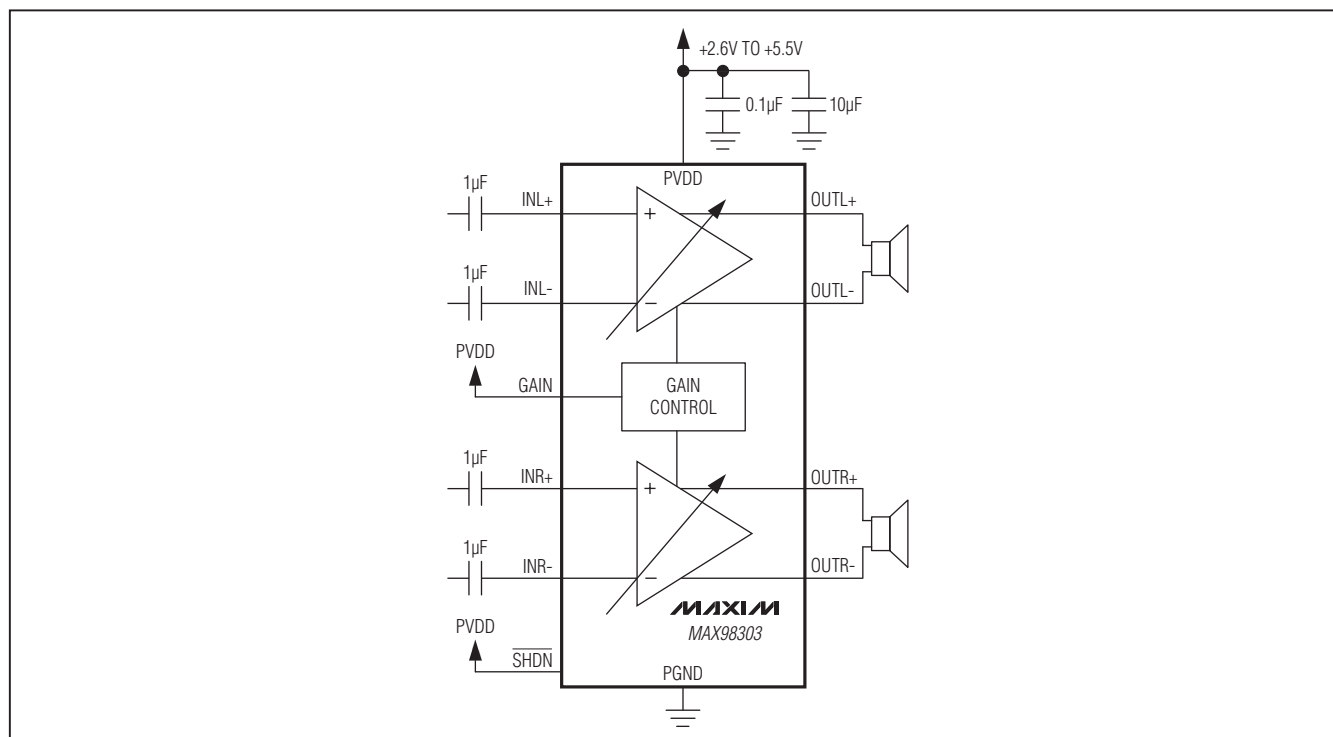 +2.6V TO +5.5V
0.1µF
10µF
PVDD
1µF
INL+
+
OUTL+
1µF
INL-
−
OUTL-
PVDD
GAIN
GAIN
CONTROL
1µF
INR+
+
OUTR+
1µF
INR-
−
OUTR-
MAXIM
MAX98303
PVDD
SHDN
PGND